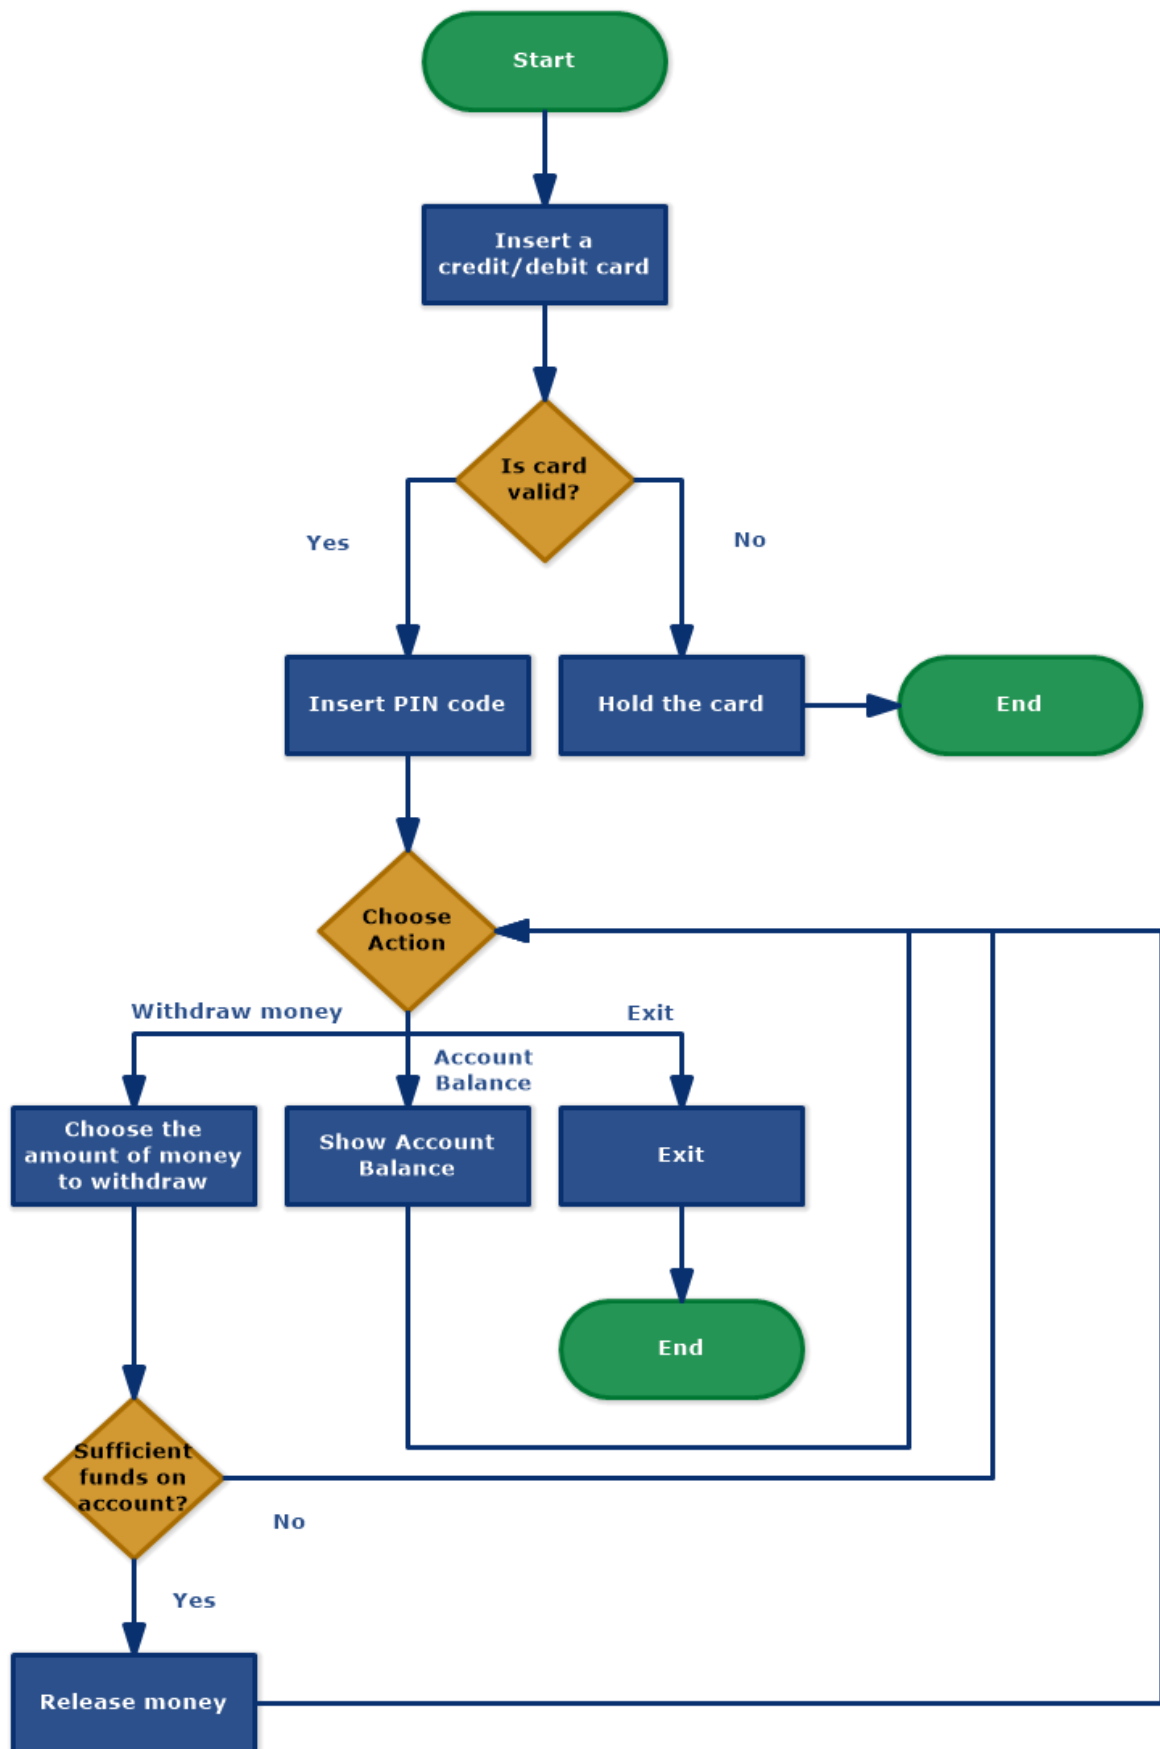 Start
Insert a
credit/debit card
Is card
valid?
Yes
No
Insert PIN code
Hold the card
End
Choose
Action
Withdraw money
Exit
Account
Balance
Choose the
amount of money
to withdraw
Show Account
Balance
Exit
End
Sufficient
funds on
account?
No
Yes
Release money